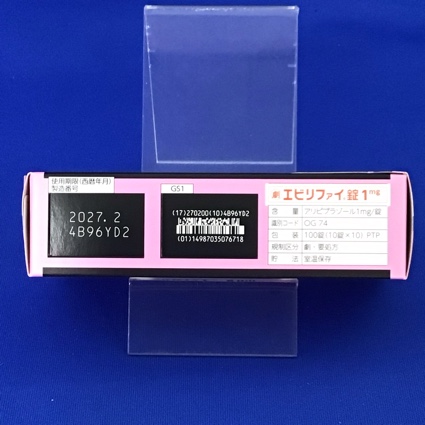 使用期限(西暦年月)
製造番号
2027. 2
4B96YD2
GS1
(17)270200(10)4B96YD2
(01)14987035076718
劇 エビリファイ錠1mg
含量 アリピプラゾール1mg/錠
識別コード OG 74
包装 100錠(10錠×10) PTP
規制区分 劇・要処方
貯法 室温保存